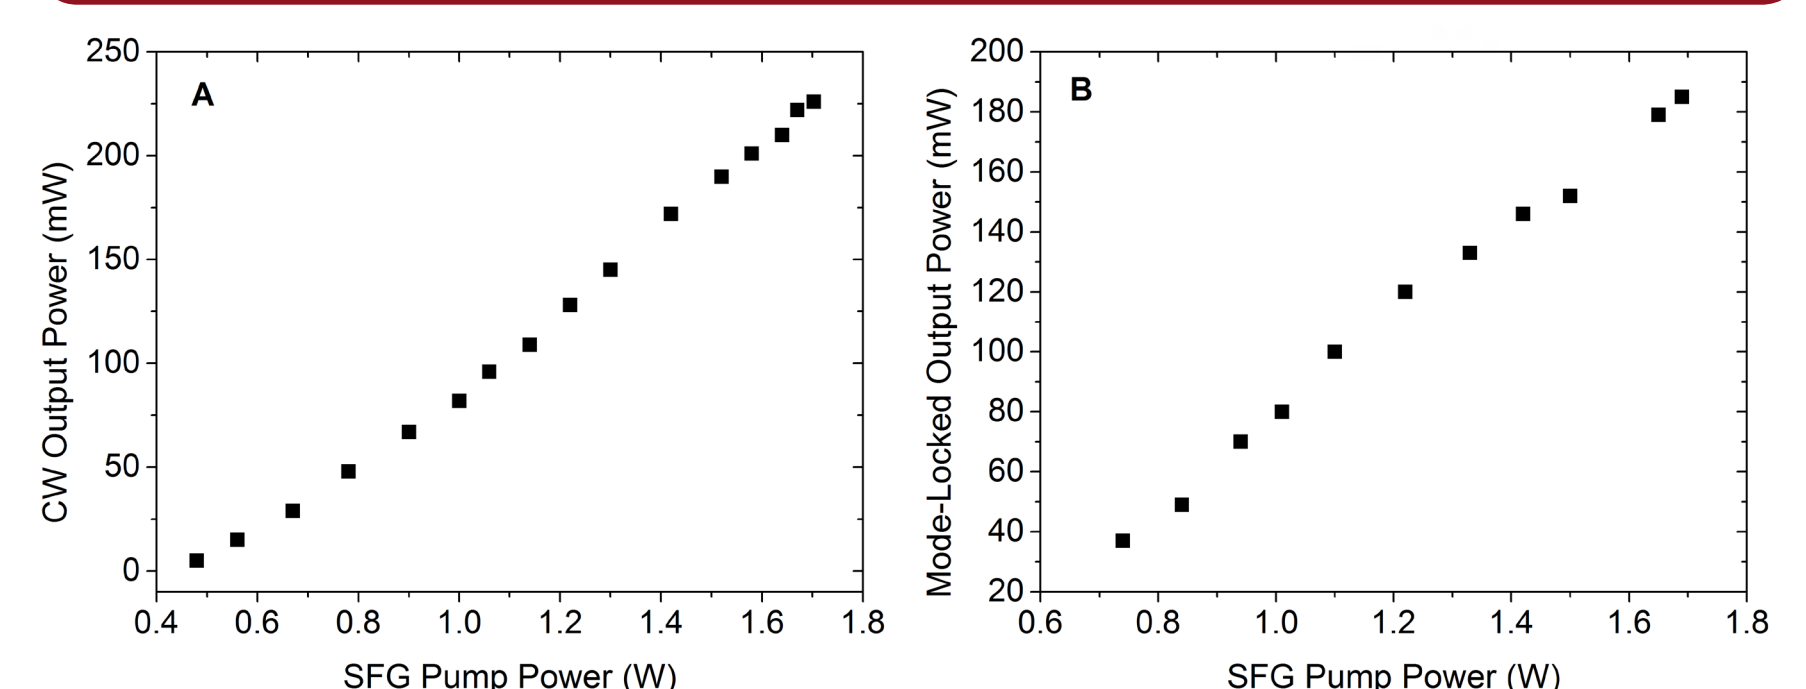 A
CW Output Power (mW)
250
200
150
100
50
0
0.4 0.6 0.8 1.0 1.2 1.4 1.6 1.8
SFG Pump Power (W)
B
Mode-Locked Output Power (mW)
200
180
160
140
120
100
80
60
40
20
0.6 0.8 1.0 1.2 1.4 1.6 1.8
SFG Pump Power (W)